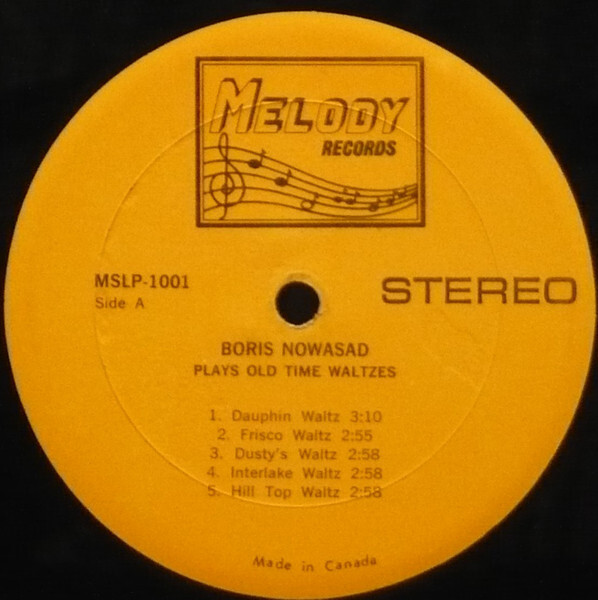 MELODY
RECORDS
MSLP-1001
Side A
STEREO
BORIS NOWASAD
PLAYS OLD TIME WALTZES
1. Dauphin Waltz 3:10
2. Frisco Waltz 2:55
3. Dusty's Waltz 2:58
4. Interlake Waltz 2:58
5. Hill Top Waltz 2:58
Made in Canada